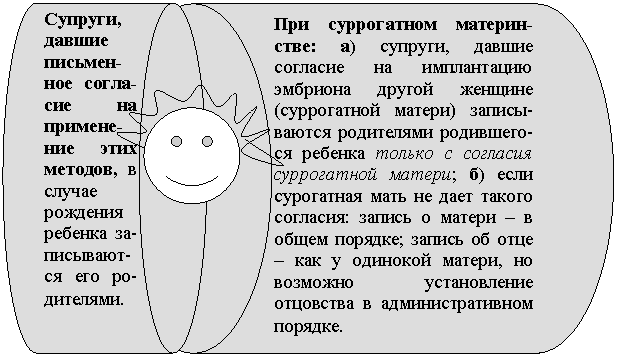 Супруги,
давшие
письмен-
ное согла-
сие на
примене-
ние этих
методов, в
случае
рождения
ребенка за-
писывают-
ся его ро-
дителями.
При суррогатном материн-
стве: а) супруги, давшие
согласие на имплантацию
эмбриона другой женщине
(суррогатной матери) записы-
ваются родителями родившего-
ся ребенка только с согласия
суррогатной матери; б) если
сурогатная мать не дает такого
согласия: запись о матери – в
общем порядке; запись об отце
– как у одинокой матери, но
возможно установление
отцовства в административном
порядке.